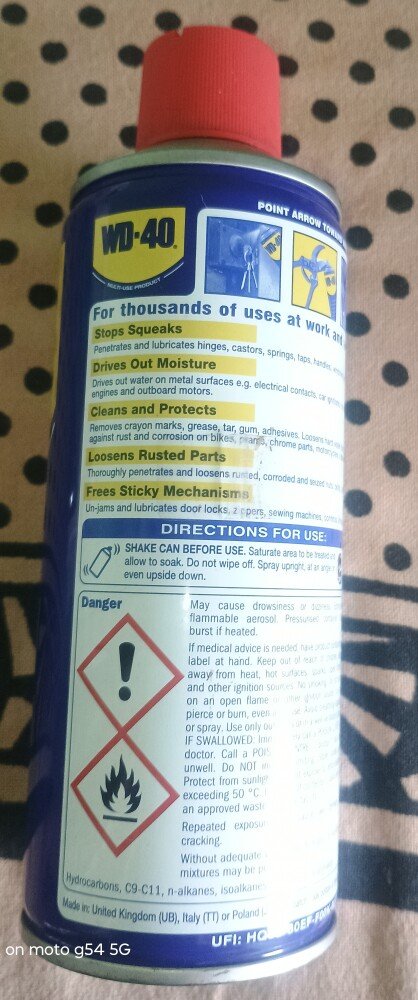 WD-40®
MULTI-USE PRODUCT
POINT ARROW
For thousands of uses at work and
Stops Squeaks
Penetrates and lubricates hinges, castors, springs, taps, handles,
Drives Out Moisture
Drives out water on metal surfaces e.g. electrical contacts, car
engines and outboard motors.
Cleans and Protects
Removes crayon marks, grease, tar, gum, adhesives. Loosens
against rust and corrosion on bikes, chrome parts,
Loosens Rusted Parts
Thoroughly penetrates and loosens rusted, corroded and seized
Frees Sticky Mechanisms
Un-jams and lubricates door locks, zippers, sewing machines,
DIRECTIONS FOR USE:
SHAKE CAN BEFORE USE. Saturate area to be treated
allow to soak. Do not wipe off. Spray upright, at an angle
even upside down.
Danger
May cause drowsiness or
flammable aerosol. Pressurised
burst if heated.
If medical advice is needed, have product
label at hand. Keep out of reach of
away from heat, hot surfaces,
and other ignition sources. No
on an open flame
pierce or burn, even
or spray. Use only
IF SWALLOWED:
doctor. Call a
unwell. Do NOT
Protect from
exceeding 50 °C.
an approved
Repeated
cracking.
Without adequate
mixtures may be
Hydrocarbons, C9-C11, n-alkanes,
Made in: United Kingdom (UB), Italy (TT) or Poland
UFI:
on moto g54 5G